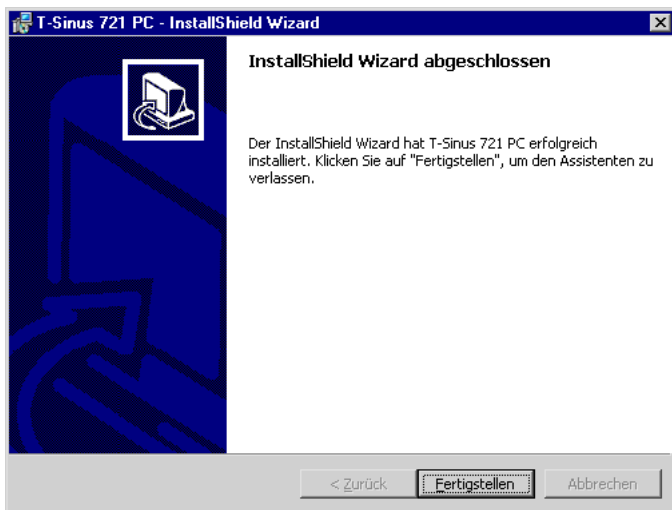 T-Sinus 721 PC - InstallShield Wizard
InstallShield Wizard abgeschlossen
Der InstallShield Wizard hat T-Sinus 721 PC erfolgreich
installiert. Klicken Sie auf "Fertigstellen", um den Assistenten zu
verlassen.
< Zurück Fertigstellen Abbrechen